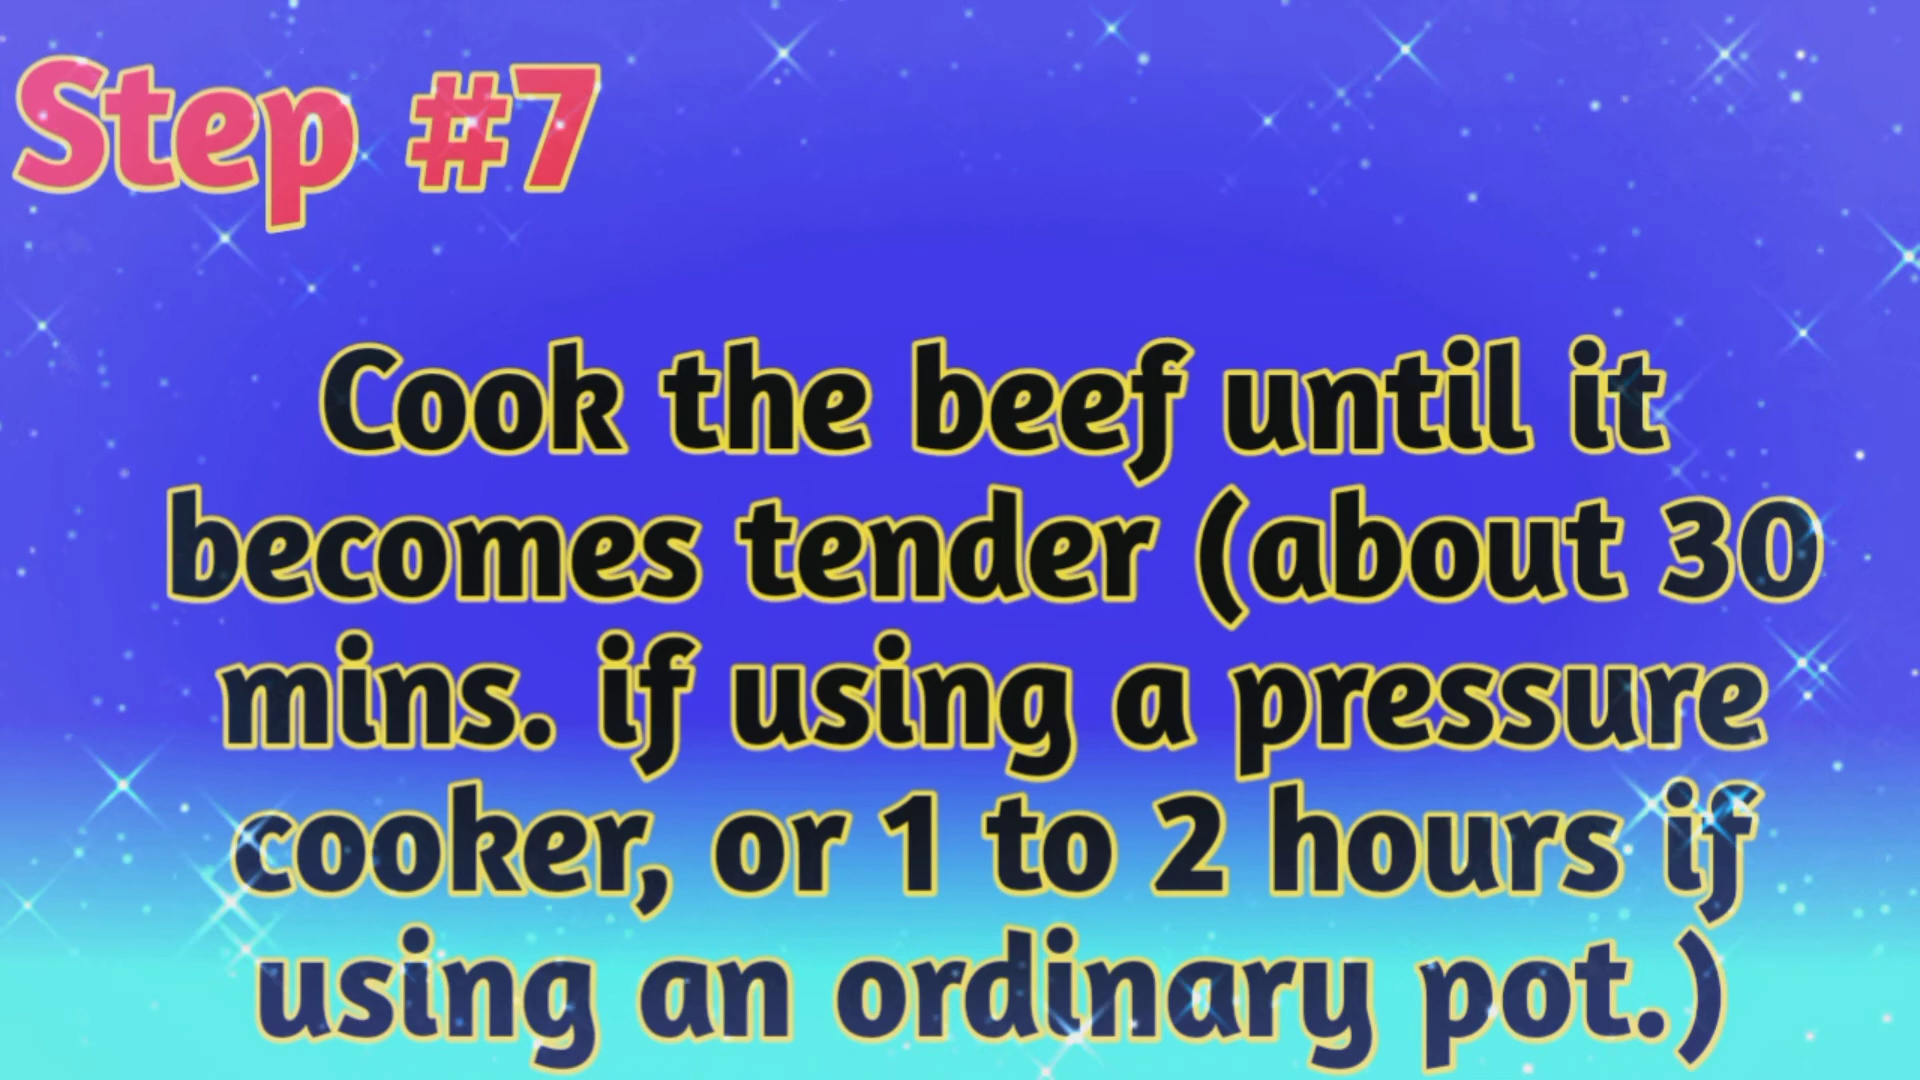 Step #7
Cook the beef until it
becomes tender (about 30
mins. if using a pressure
cooker, or 1 to 2 hours if
using an ordinary pot.)